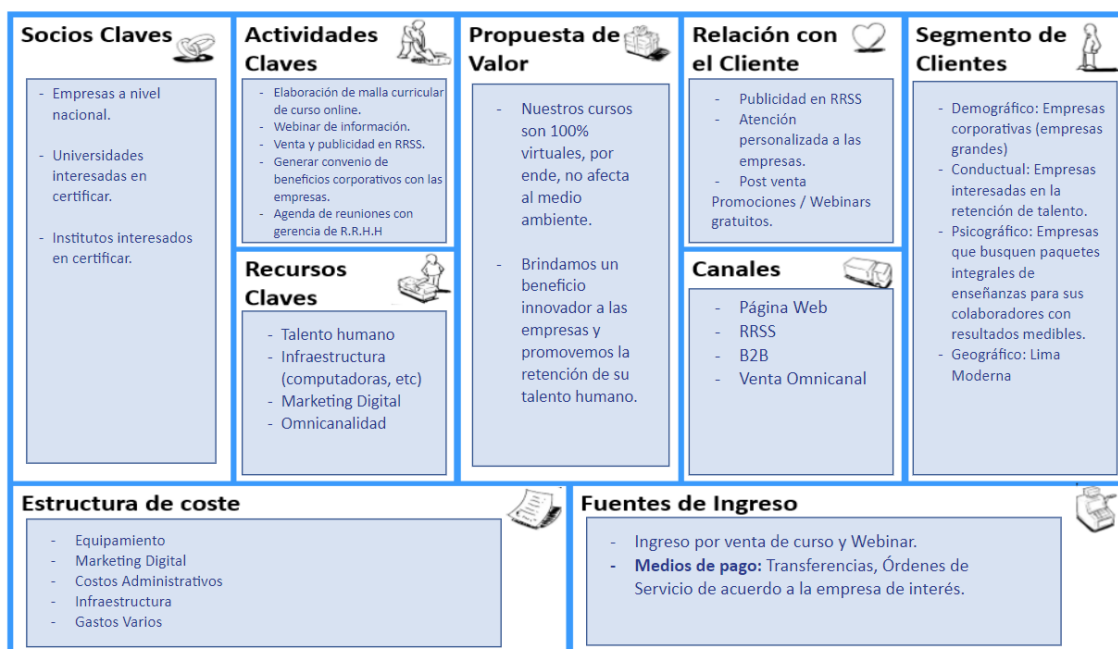 Socios Claves
- Empresas a nivel
nacional.
- Universidades
interesadas en
certificar.
- Institutos interesados
en certificar.
Actividades
Claves
- Elaboración de malla curricular
de curso online.
- Webinar de información.
- Venta y publicidad en RRSS.
- Generar convenio de
beneficios corporativos con las
empresas.
- Agenda de reuniones con
gerencia de R.R.H.H
Recursos
Claves
- Talento humano
- Infraestructura
(computadoras, etc)
- Marketing Digital
- Omnicanalidad
Propuesta de
Valor
- Nuestros cursos
son 100%
virtuales, por
ende, no afecta
al medio
ambiente.
- Brindamos un
beneficio
innovador a las
empresas y
promovemos la
retención de su
talento humano.
Relación con
el Cliente
- Publicidad en RRSS
- Atención
personalizada a las
empresas.
- Post venta
Promociones / Webinars
gratuitos.
Canales
- Página Web
- RRSS
- B2B
- Venta Omnicanal
Segmento de
Clientes
- Demográfico: Empresas
corporativas (empresas
grandes)
- Conductual: Empresas
interesadas en la
retención de talento.
- Psicográfico: Empresas
que busquen paquetes
integrales de
enseñanzas para sus
colaboradores con
resultados medibles.
- Geográfico: Lima
Moderna
Estructura de coste
- Equipamiento
- Marketing Digital
- Costos Administrativos
- Infraestructura
- Gastos Varios
Fuentes de Ingreso
- Ingreso por venta de curso y Webinar.
- Medios de pago: Transferencias, Órdenes de
Servicio de acuerdo a la empresa de interés.